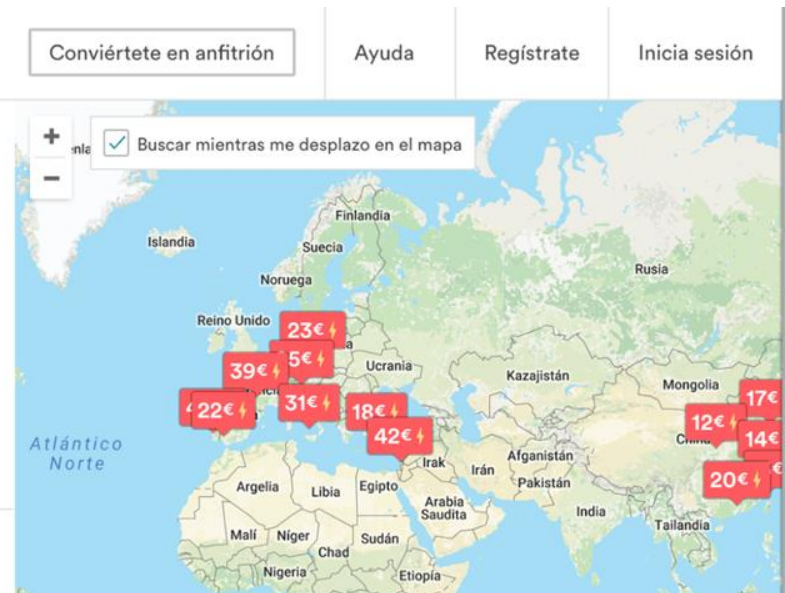 Conviértete en anfitrión
Ayuda
Regístrate
Inicia sesión
+
Buscar mientras me desplazo en el mapa
−
Finlandia
Islandia
Suecia
Rusia
Noruega
Reino Unido
23€
5€
39€
Ucrania
Kazajistán
Mongolia
17€
22€
31€
18€
12€
42€
14€
Atlántico
Norte
Irak
Irán
Afganistán
Pakistán
20€
Argelia
Libia
Egipto
Arabia
Saudita
India
Tailandia
Malí
Níger
Chad
Sudán
Nigeria
Etiopía